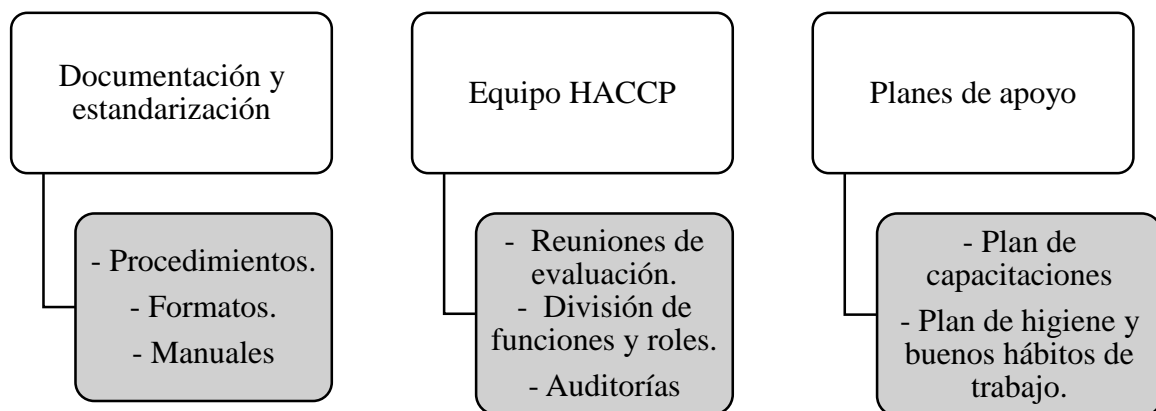 Documentación y
estandarización
- Procedimientos.
- Formatos.
- Manuales
Equipo HACCP
- Reuniones de
evaluación.
- División de
funciones y roles.
- Auditorías
Planes de apoyo
- Plan de
capacitaciones
- Plan de higiene y
buenos hábitos de
trabajo.